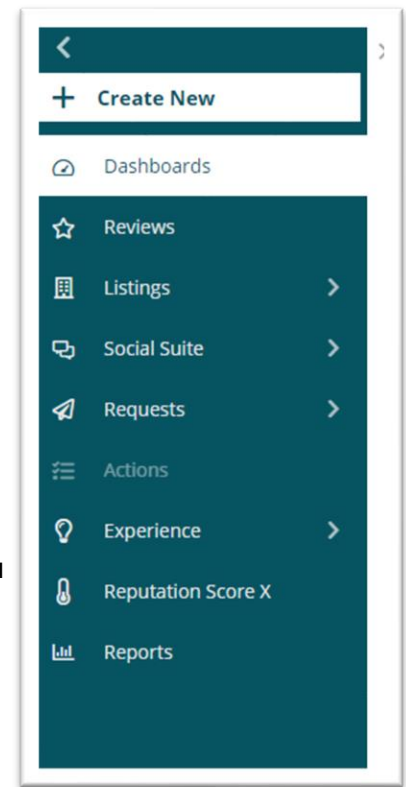 Create New
Dashboards
Reviews
Listings
Social Suite
Requests
Actions
Experience
Reputation Score X
Reports